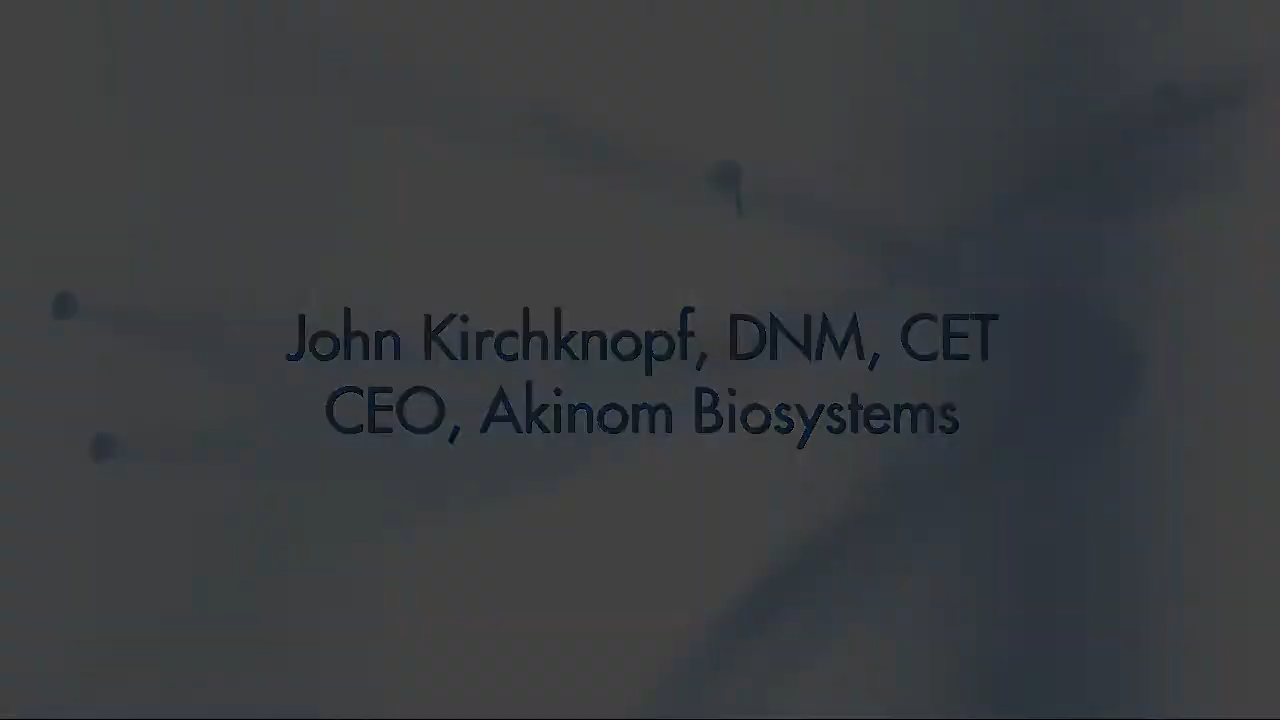 John Kirchknopf, DNM, CET
CEO, Akinom Biosystems